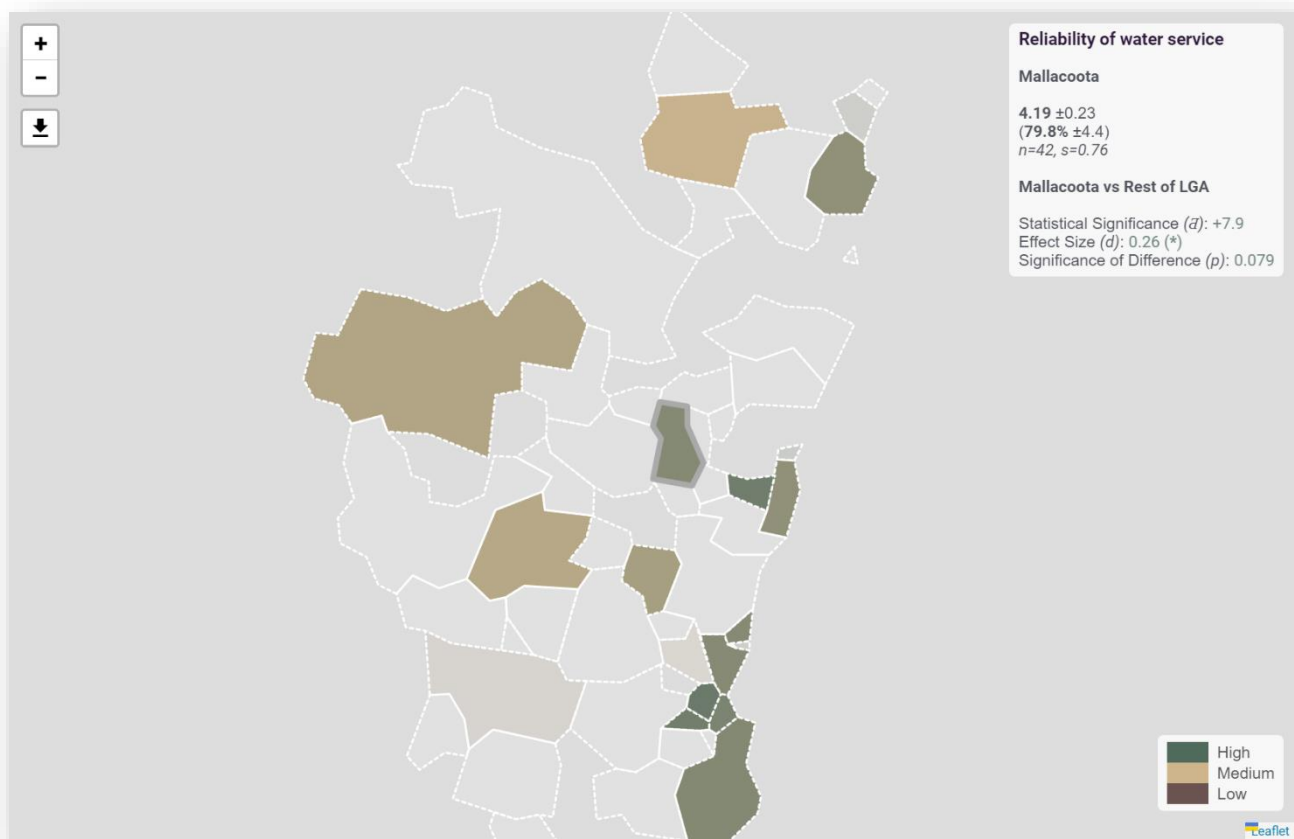 +
−
Reliability of water service
Mallacoota
4.19 ±0.23
(79.8% ±4.4)
n=42, s=0.76
Mallacoota vs Rest of LGA
Statistical Significance (a̅): +7.9
Effect Size (d): 0.26 (*)
Significance of Difference (p): 0.079
High
Medium
Low
Leaflet